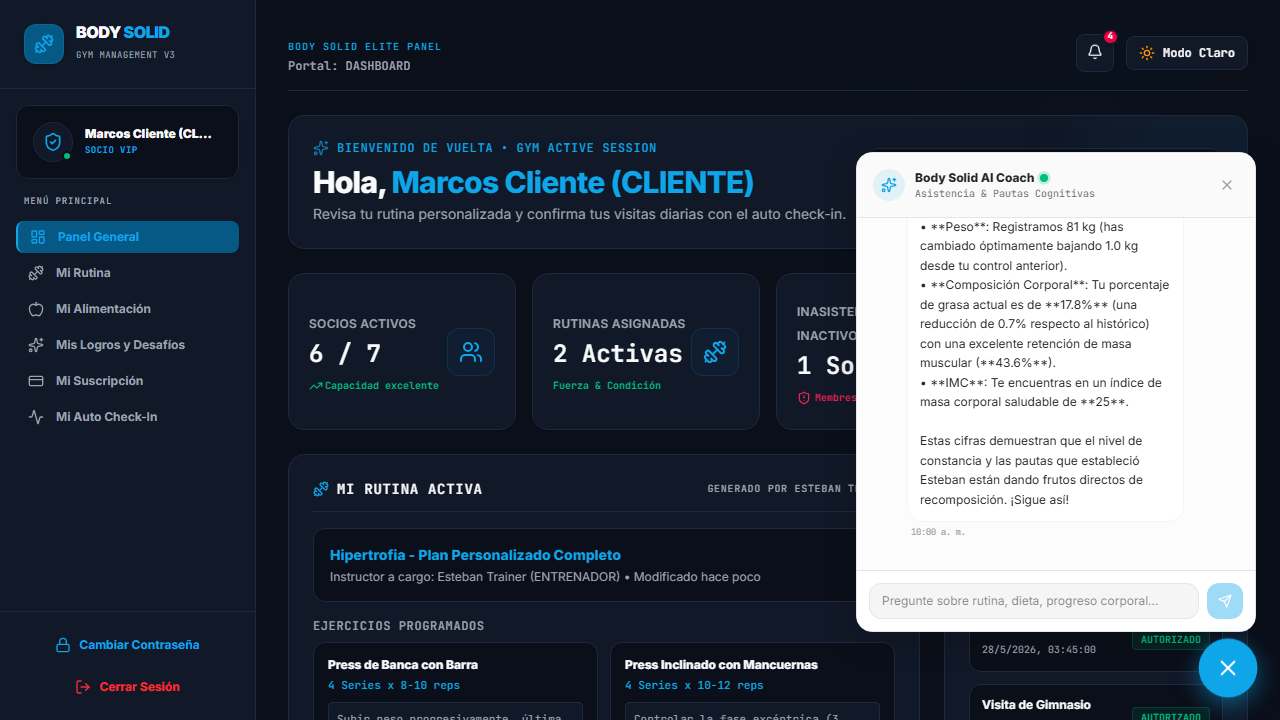 BODY SOLID
GYM MANAGEMENT V3
Marcos Cliente (CL...
SOCIO VIP
MENÚ PRINCIPAL
Panel General
Mi Rutina
Mi Alimentación
Mis Logros y Desafíos
Mi Suscripción
Mi Auto Check-in
Cambiar Contraseña
Cerrar Sesión
BODY SOLID ELITE PANEL
Portal: DASHBOARD
4
Modo Claro
BIENVENIDO DE VUELTA • GYM ACTIVE SESSION
Hola, Marcos Cliente (CLIENTE)
Revisa tu rutina personalizada y confirma tus visitas diarias con el auto check-in.
SOCIOS ACTIVOS
6 / 7
Capacidad excelente
RUTINAS ASIGNADAS
2 Activas
Fuerza & Condición
INACTIVO
1 So
Membres
MI RUTINA ACTIVA
GENERADO POR ESTEBAN
Hipertrofia - Plan Personalizado Completo
Instructor a cargo: Esteban Trainer (ENTRENADOR) • Modificado hace poco
EJERCICIOS PROGRAMADOS
Press de Banca con Barra
4 Series x 8-10 reps
Subir peso progresivamente, última
Press Inclinado con Mancuernas
4 Series x 10-12 reps
Controlar la fase excéntrica (3
Body Solid AI Coach
Asistencia & Pautas Cognitivas
• **Peso**: Registramos 81 kg (has
cambiado óptimamente bajando 1.0 kg
desde tu control anterior).
• **Composición Corporal**: Tu porcentaje
de grasa actual es de **17.8%** (una
reducción de 0.7% respecto al histórico)
con una excelente retención de masa
muscular (**43.6%**).
• **IMC**: Te encuentras en un índice de
masa corporal saludable de **25**.
Estas cifras demuestran que el nivel de
constancia y las pautas que estableció
Esteban están dando frutos directos de
recomposición. ¡Sigue así!
10:00 a. m.
Pregunte sobre rutina, dieta, progreso corporal...
AUTORIZADO
28/5/2026, 03:45:00
Visita de Gimnasio
AUTORIZADO